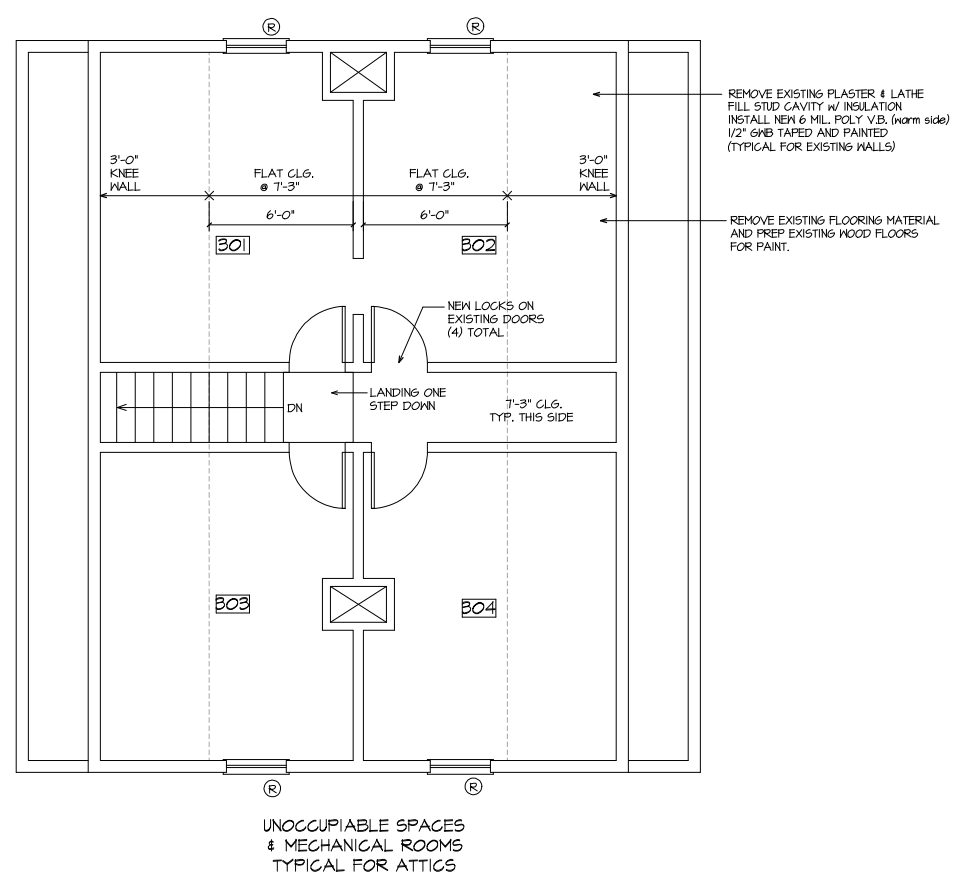 R
R
REMOVE EXISTING PLASTER & LATHE
FILL STUD CAVITY W/ INSULATION
INSTALL NEW 6 MIL. POLY V.B. (warm side)
1/2" GWB TAPED AND PAINTED
(TYPICAL FOR EXISTING WALLS)
3'-0"
KNEE
WALL
FLAT CLG.
@ 7'-3"
FLAT CLG.
@ 7'-3"
3'-0"
KNEE
WALL
6'-0"
6'-0"
REMOVE EXISTING FLOORING MATERIAL
AND PREP EXISTING WOOD FLOORS
FOR PAINT.
301
302
NEW LOCKS ON
EXISTING DOORS
(4) TOTAL
DN
LANDING ONE
STEP DOWN
7'-3" CLG.
TYP. THIS SIDE
303
304
R
R
UNOCCUPIABLE SPACES
& MECHANICAL ROOMS
TYPICAL FOR ATTICS